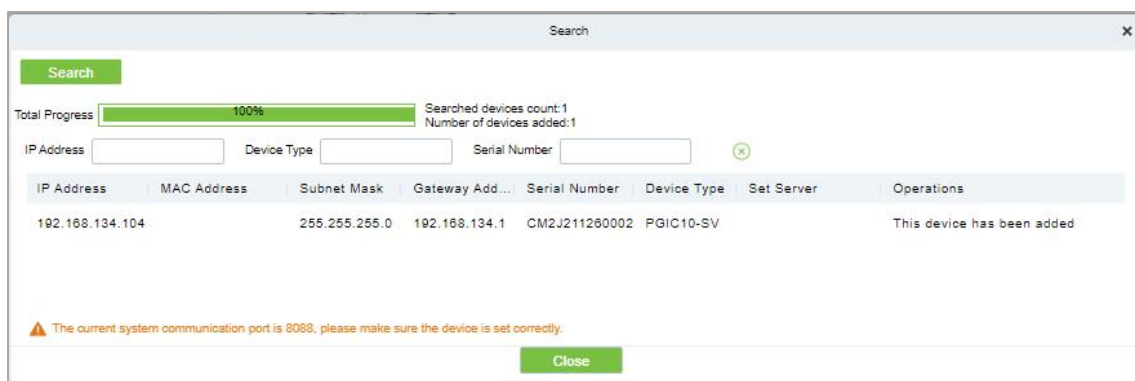 Search
Search
Total Progress 100% Searched devices count:1
Number of devices added:1
IP Address Device Type Serial Number
IP Address MAC Address Subnet Mask Gateway Add... Serial Number Device Type Set Server Operations
192.168.134.104 255.255.255.0 192.168.134.1 CM2J211260002 PGIC10-SV This device has been added
The current system communication port is 8088, please make sure the device is set correctly.
Close